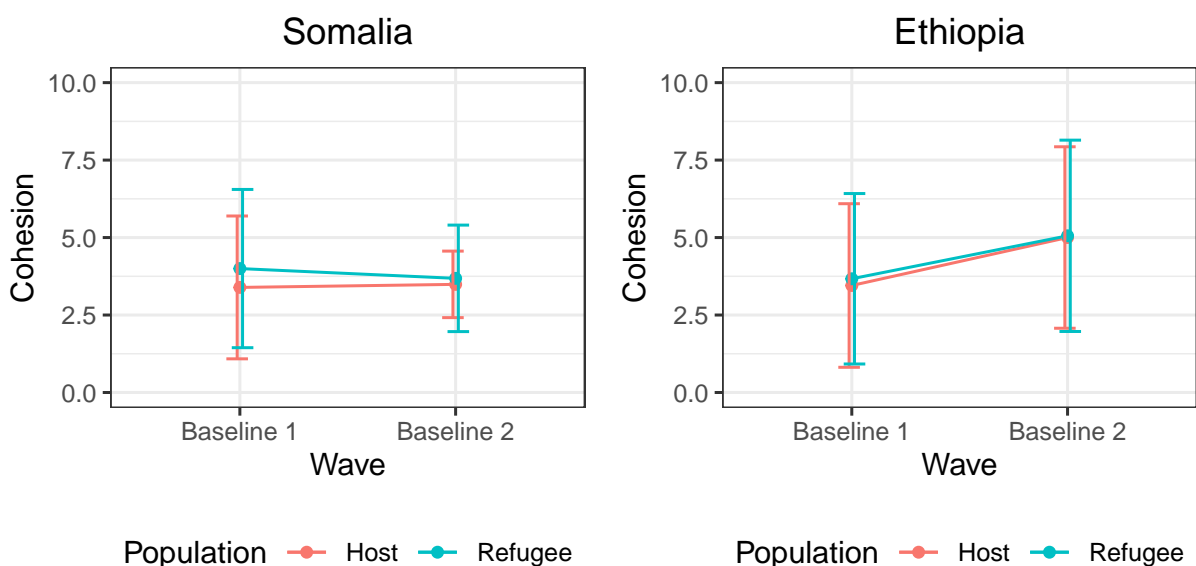 Somalia
10.0
7.5
5.0
2.5
0.0
Cohesion
Baseline 1 Baseline 2
Wave
Population Host Refugee
Ethiopia
10.0
7.5
5.0
2.5
0.0
Cohesion
Baseline 1 Baseline 2
Wave
Population Host Refugee